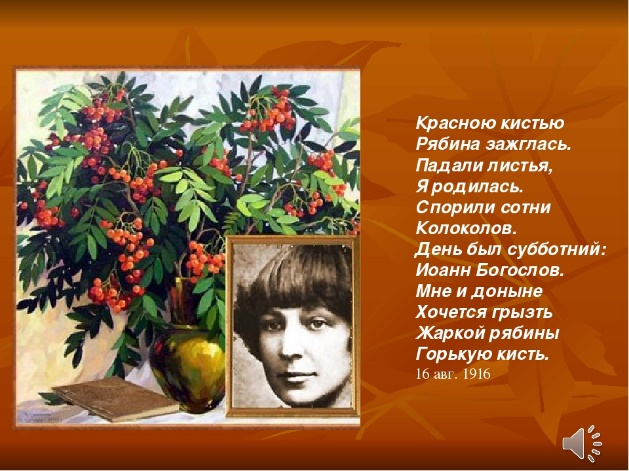 Красною кистью
Рябина зажглась.
Падали листья,
Я родилась.
Спорили сотни
Колоколов.
День был субботний:
Иоанн Богослов.
Мне и доныне
Хочется грызть
Жаркой рябины
Горькую кисть.
16 авг. 1916